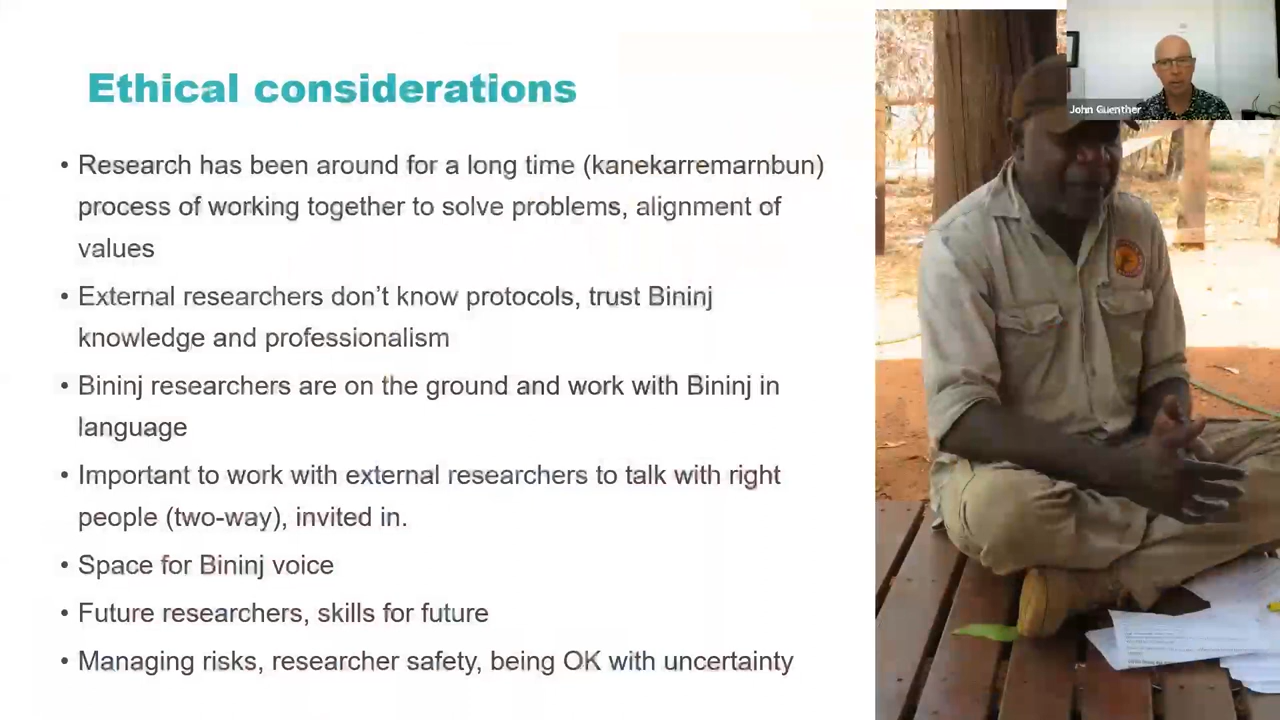 Ethical considerations
• Research has been around for a long time (kanekarremarnbun)
process of working together to solve problems, alignment of
values
• External researchers don’t know protocols, trust Bininj
knowledge and professionalism
• Bininj researchers are on the ground and work with Bininj in
language
• Important to work with external researchers to talk with right
people (two-way), invited in.
• Space for Bininj voice
• Future researchers, skills for future
• Managing risks, researcher safety, being OK with uncertainty
John Guenther